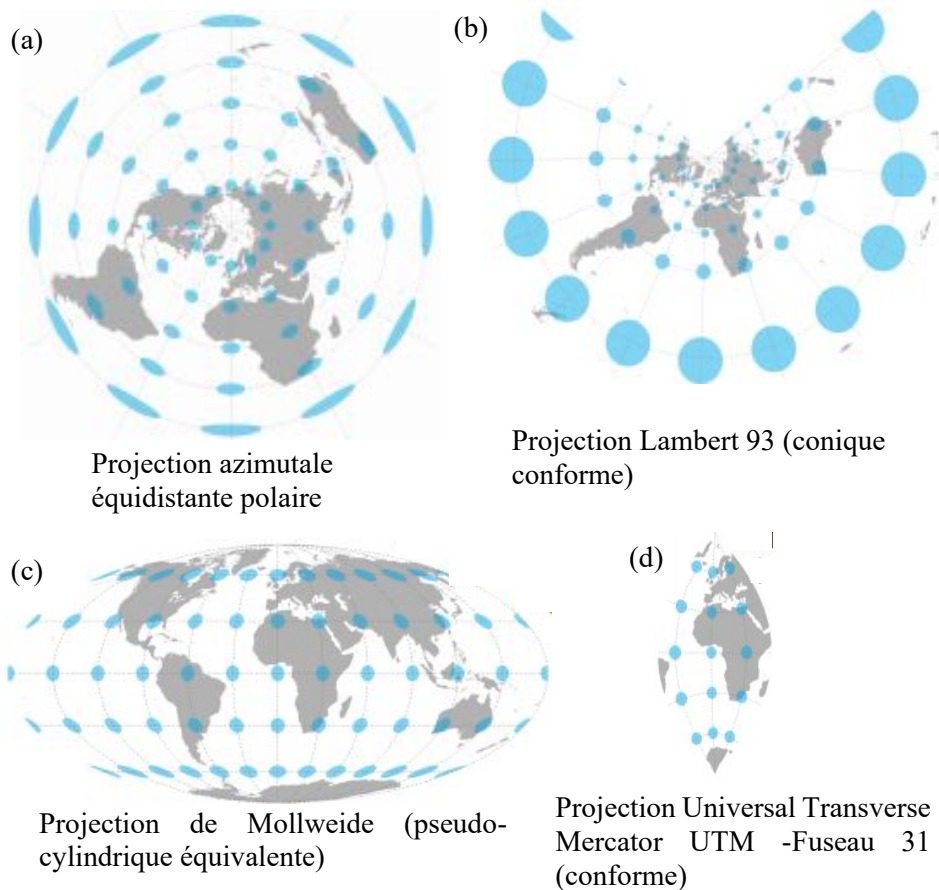 (a)
(b)
Projection azimutale
équidistante polaire
Projection Lambert 93 (conique
conforme)
(c)
(d)
Projection de Mollweide (pseudo-
cylindrique équivalente)
Projection Universal Transverse
Mercator UTM -Fuseau 31
(conforme)